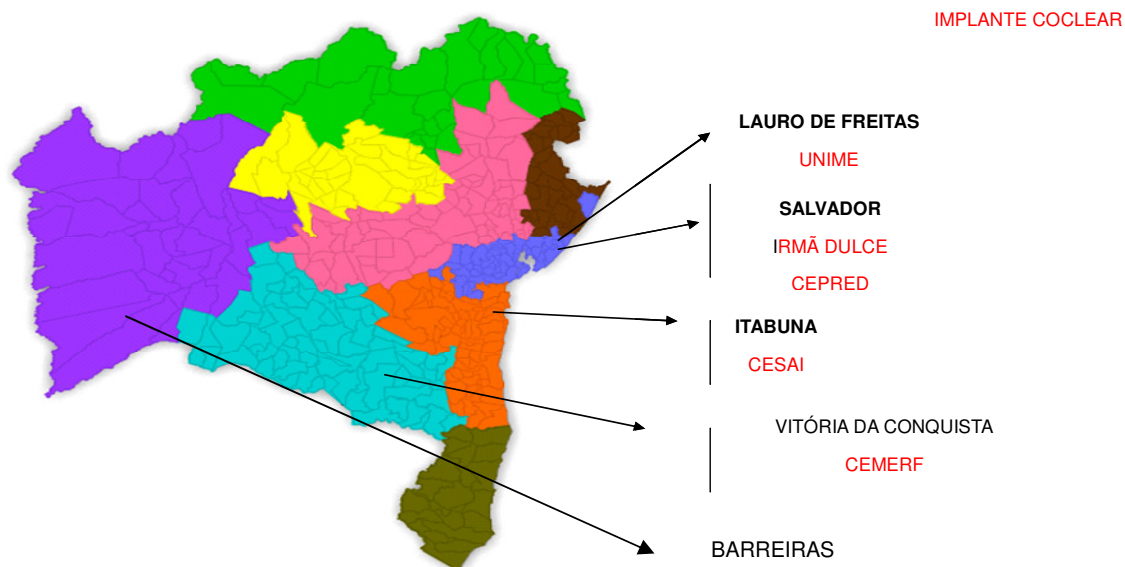 IMPLANTE COCLEAR
LAURO DE FREITAS
UNIME
SALVADOR
IRMÃ DULCE
CEPRED
ITABUNA
CESAI
VITÓRIA DA CONQUISTA
CEMERF
BARREIRAS